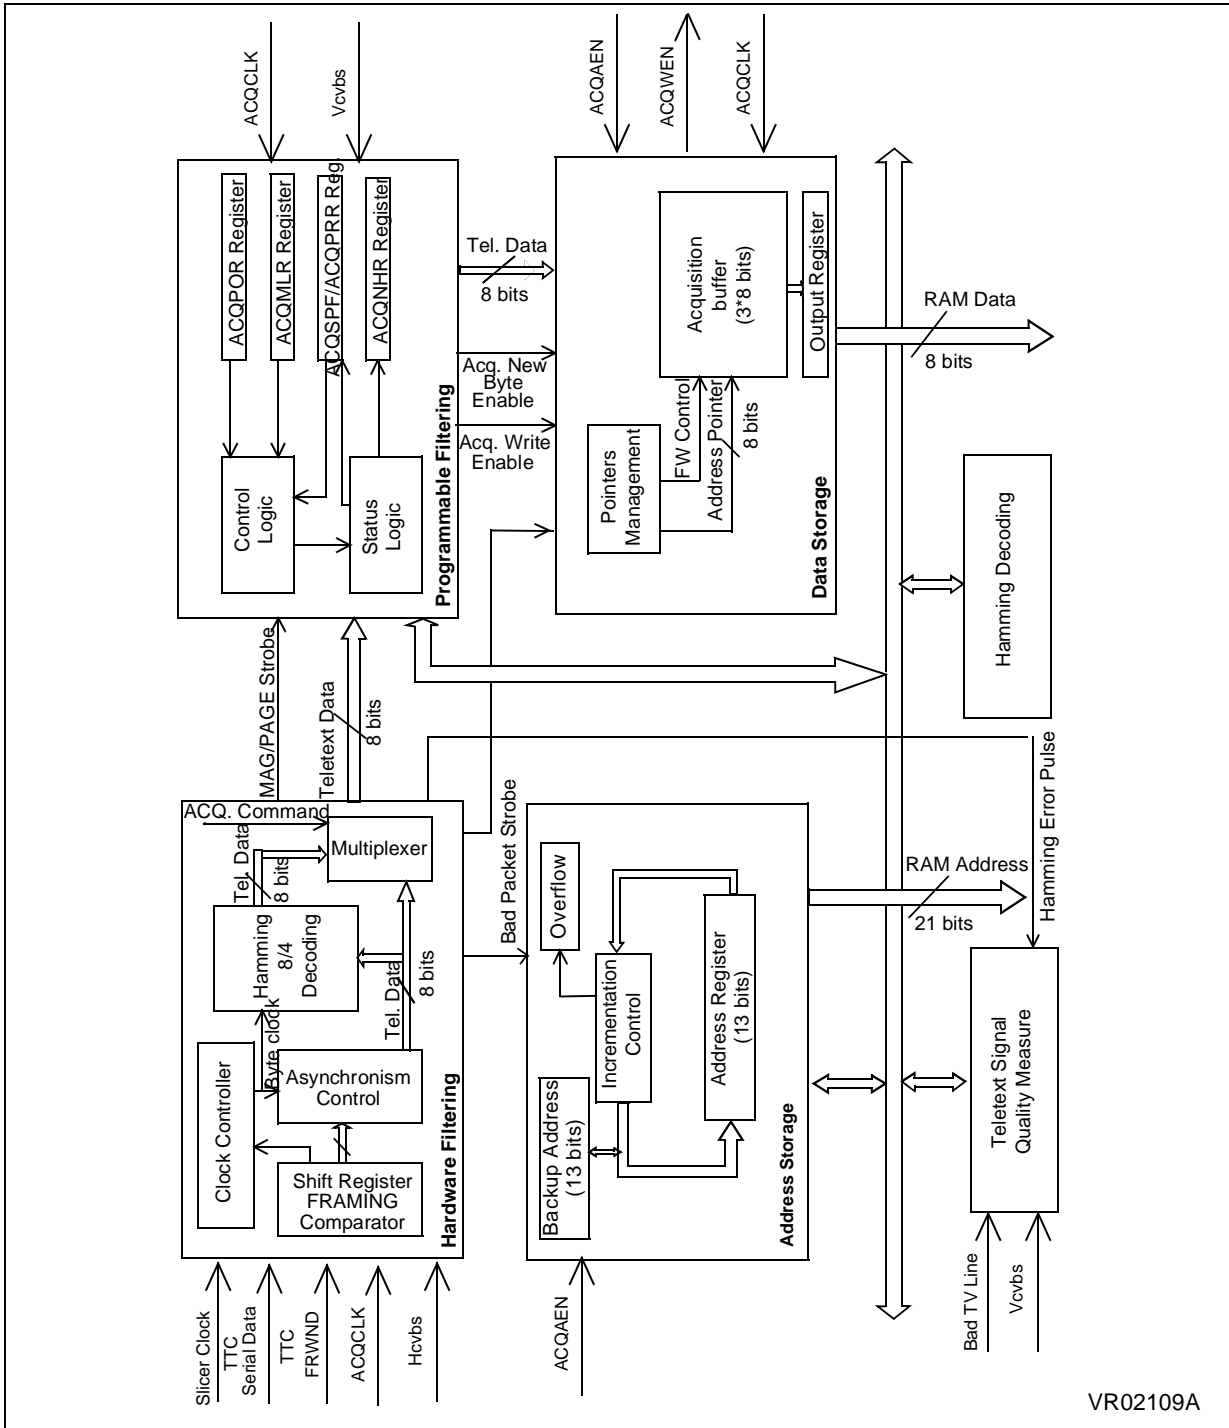 ACQCLK
Vcvbs
ACQAEN
ACQWEN
ACQCLK
ACQPOR Register
ACQMLR Register
ACQSPF/ACQPRR Reg.
ACQNHR Register
Control
Logic
Status
Logic
Programmable Filtering
Tel. Data
8 bits
Acq. New
Byte
Enable
Acq. Write
Enable
Acquisition
buffer
(3*8 bits)
Output Register
Pointers
Management
FW Control
Address Pointer
8 bits
Data Storage
RAM Data
8 bits
Hamming Decoding
MAG/PAGE Strobe
Teletext Data
8 bits
ACQ. Command
Multiplexer
Tel. Data
8 bits
Hamming
8/4
Decoding
Tel. Data
8 bits
Byte clock
Clock Controller
Asynchronism
Control
Shift Register
FRAMING
Comparator
Hardware Filtering
Bad Packet Strobe
Overflow
Incrementation
Control
Address Register
(13 bits)
Backup Address
(13 bits)
Address Storage
RAM Address
21 bits
Hamming Error Pulse
Teletext Signal
Quality Measure
Slicer Clock
TTC
Serial Data
TTC
FRWND
ACQCLK
Hcvbs
ACQAEN
Bad TV Line
Vcvbs
VR02109A